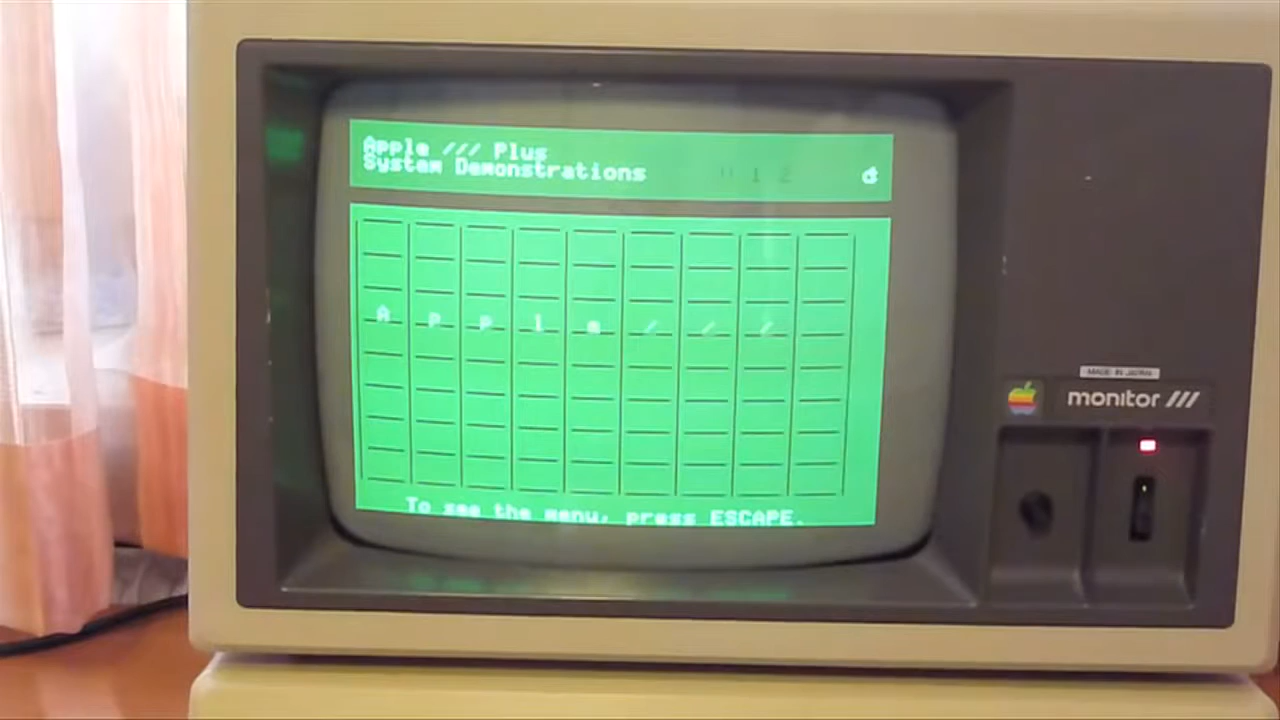 Apple /// Plus
System Demonstrations
A p p l e / / /
To see the menu, press ESCAPE.
MADE IN JAPAN
monitor ///